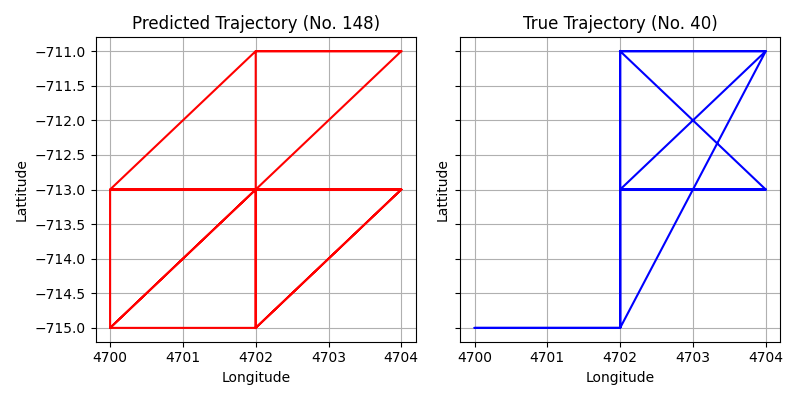 Predicted Trajectory (No. 148)
True Trajectory (No. 40)
−711.0
−711.5
−712.0
−712.5
−713.0
−713.5
−714.0
−714.5
−715.0
Lattitude
Lattitude
4700 4701 4702 4703 4704
4700 4701 4702 4703 4704
Longitude
Longitude